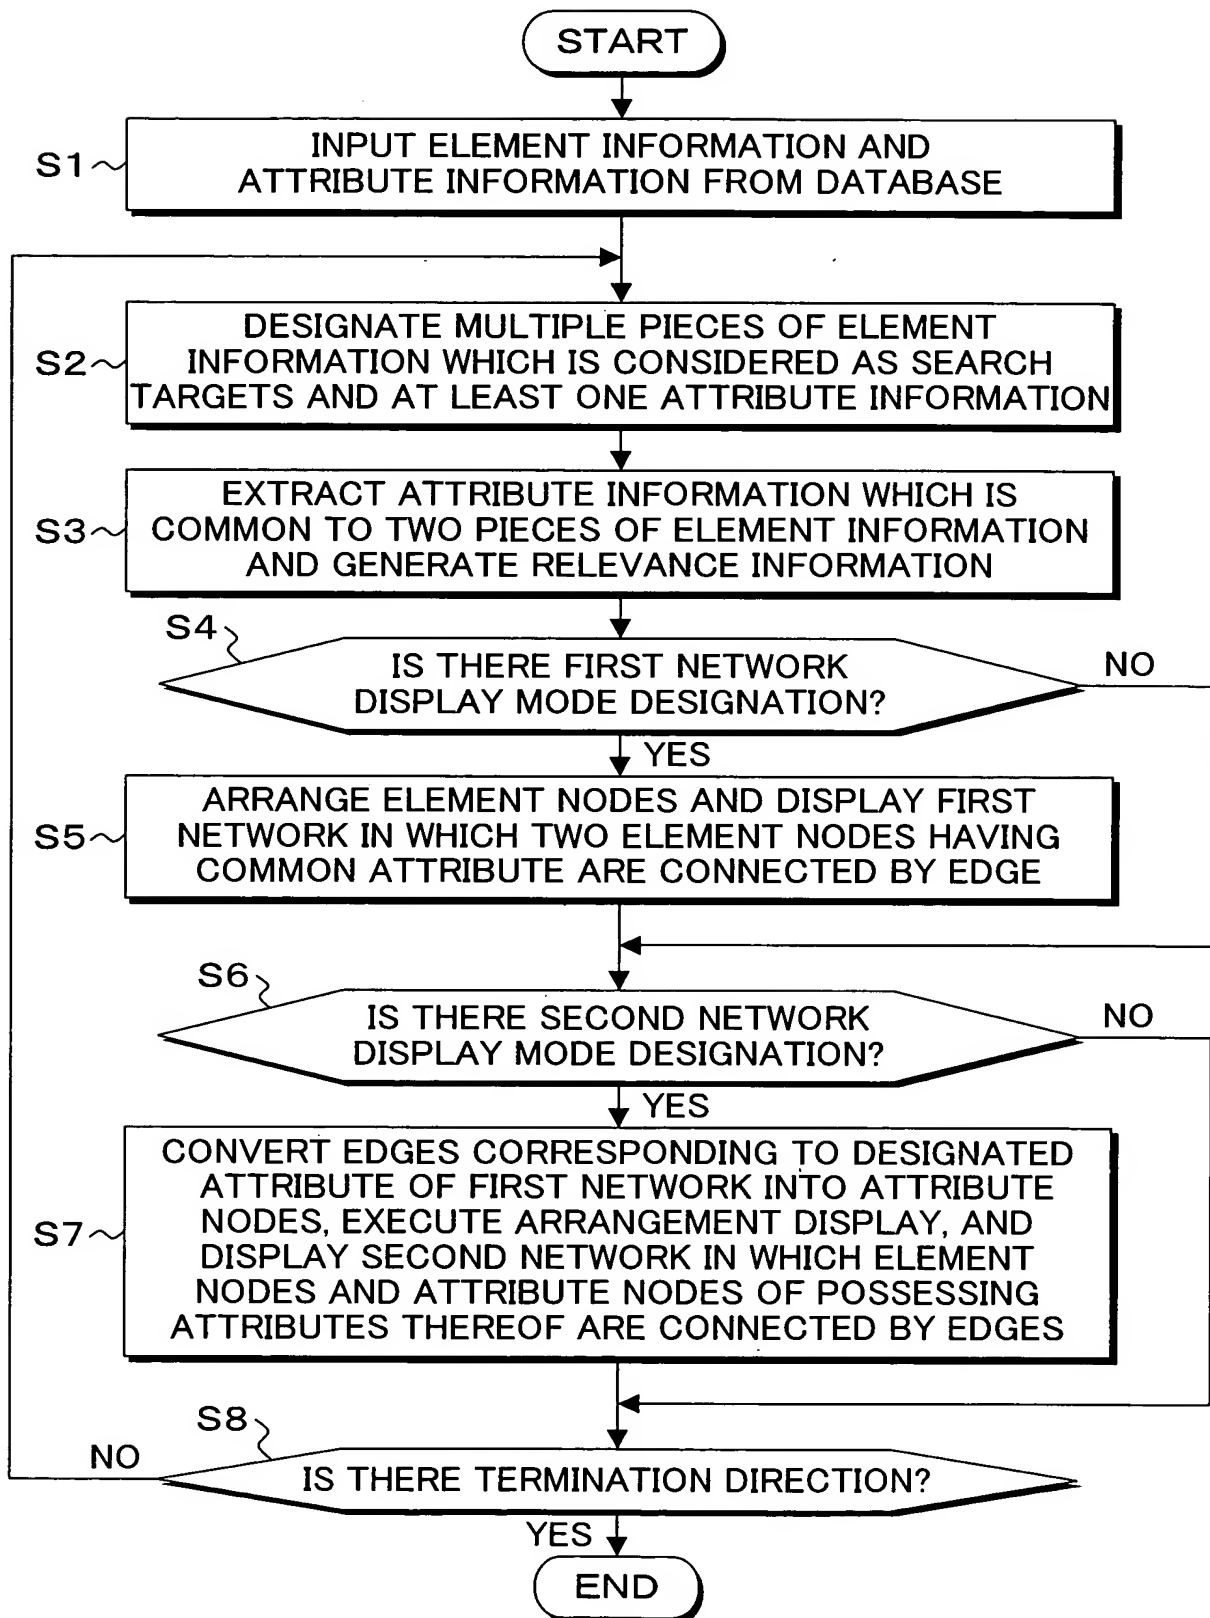 START
S1
INPUT ELEMENT INFORMATION AND
ATTRIBUTE INFORMATION FROM DATABASE
S2
DESIGNATE MULTIPLE PIECES OF ELEMENT
INFORMATION WHICH IS CONSIDERED AS SEARCH
TARGETS AND AT LEAST ONE ATTRIBUTE INFORMATION
S3
EXTRACT ATTRIBUTE INFORMATION WHICH IS
COMMON TO TWO PIECES OF ELEMENT INFORMATION
AND GENERATE RELEVANCE INFORMATION
S4
IS THERE FIRST NETWORK
DISPLAY MODE DESIGNATION?
NO
YES
S5
ARRANGE ELEMENT NODES AND DISPLAY FIRST
NETWORK IN WHICH TWO ELEMENT NODES HAVING
COMMON ATTRIBUTE ARE CONNECTED BY EDGE
S6
IS THERE SECOND NETWORK
DISPLAY MODE DESIGNATION?
NO
YES
S7
CONVERT EDGES CORRESPONDING TO DESIGNATED
ATTRIBUTE OF FIRST NETWORK INTO ATTRIBUTE
NODES, EXECUTE ARRANGEMENT DISPLAY, AND
DISPLAY SECOND NETWORK IN WHICH ELEMENT
NODES AND ATTRIBUTE NODES OF POSSESSING
ATTRIBUTES THEREOF ARE CONNECTED BY EDGES
S8
NO
IS THERE TERMINATION DIRECTION?
YES
END